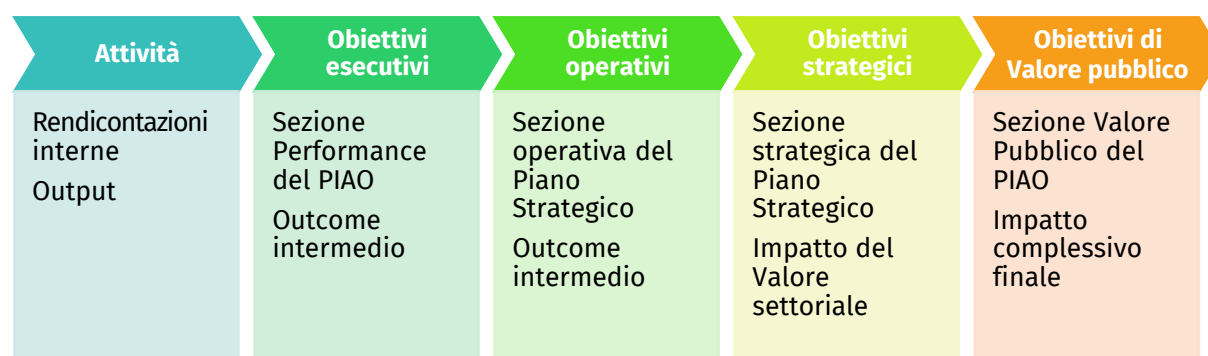 Attività
Rendicontazioni
interne
Output
Obiettivi
esecutivi
Sezione
Performance
del PIAO
Outcome
intermedio
Obiettivi
operativi
Sezione
operativa del
Piano
Strategico
Outcome
intermedio
Obiettivi
strategici
Sezione
strategica del
Piano
Strategico
Impatto del
Valore
settoriale
Obiettivi di
Valore pubblico
Sezione Valore
Pubblico del
PIAO
Impatto
complessivo
finale